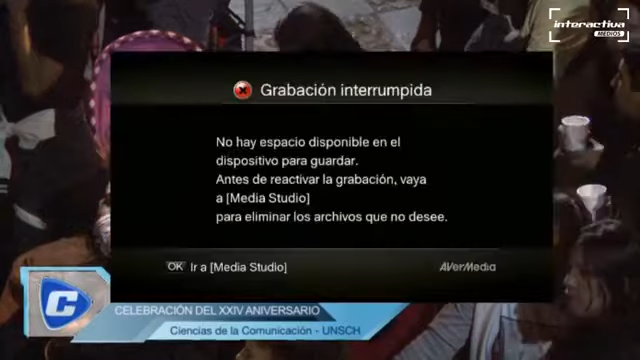 interactiva
MEDIOS
Grabación interrumpida
No hay espacio disponible en el
dispositivo para guardar.
Antes de reactivar la grabación, vaya
a [Media Studio]
para eliminar los archivos que no desee.
OK Ir a [Media Studio]
AVerMedia
C
CELEBRACIÓN DEL XXIV ANIVERSARIO
Ciencias de la Comunicación - UNSCH